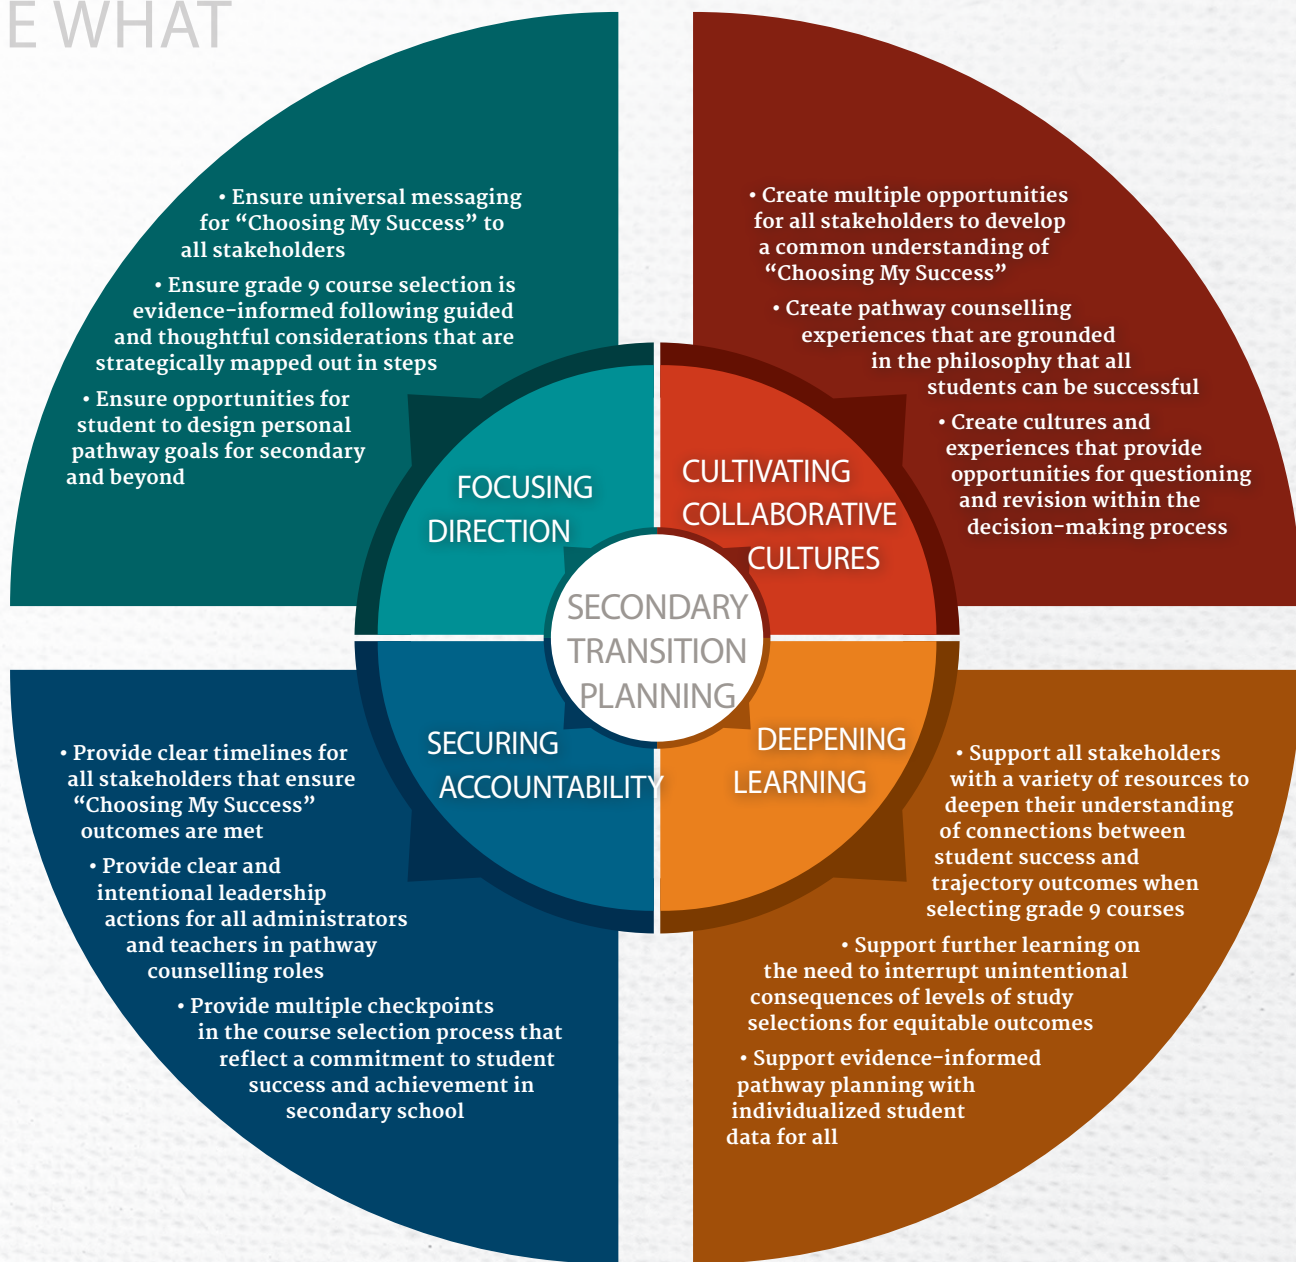 E WHAT
• Ensure universal messaging
for “Choosing My Success” to
all stakeholders
• Ensure grade 9 course selection is
evidence-informed following guided
and thoughtful considerations that are
strategically mapped out in steps
• Ensure opportunities for
student to design personal
pathway goals for secondary
and beyond
• Create multiple opportunities
for all stakeholders to develop
a common understanding of
“Choosing My Success”
• Create pathway counselling
experiences that are grounded
in the philosophy that all
students can be successful
• Create cultures and
experiences that provide
opportunities for questioning
and revision within the
decision-making process
FOCUSING
DIRECTION
CULTIVATING
COLLABORATIVE
CULTURES
SECONDARY
TRANSITION
PLANNING
SECURING
ACCOUNTABILITY
DEEPENING
LEARNING
• Provide clear timelines for
all stakeholders that ensure
“Choosing My Success”
outcomes are met
• Provide clear and
intentional leadership
actions for all administrators
and teachers in pathway
counselling roles
• Provide multiple checkpoints
in the course selection process that
reflect a commitment to student
success and achievement in
secondary school
• Support all stakeholders
with a variety of resources to
deepen their understanding
of connections between
student success and
trajectory outcomes when
selecting grade 9 courses
• Support further learning on
the need to interrupt unintentional
consequences of levels of study
selections for equitable outcomes
• Support evidence-informed
pathway planning with
individualized student
data for all